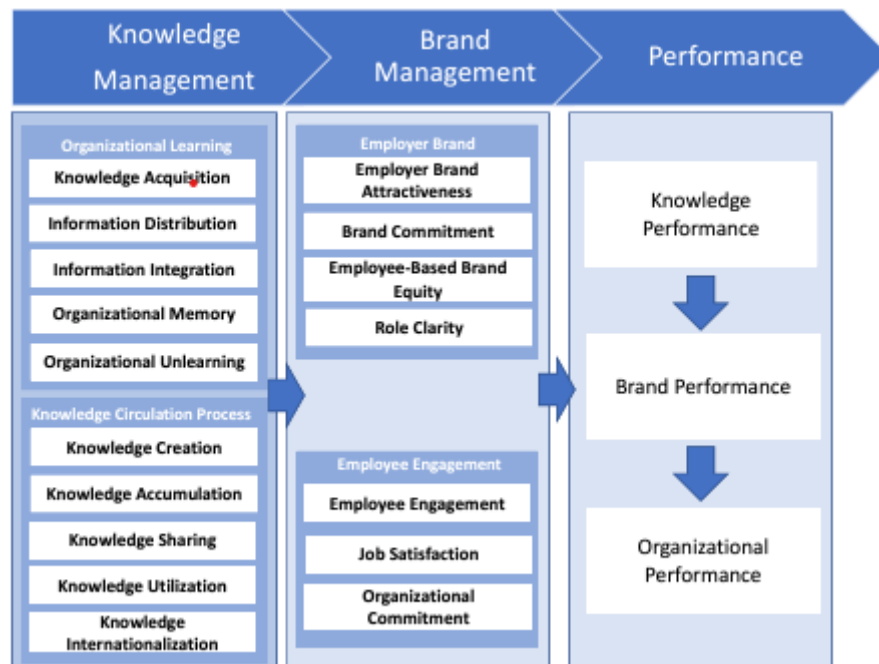 Knowledge
Management
Brand
Management
Performance
Organizational Learning
Knowledge Acquisition
Information Distribution
Information Integration
Organizational Memory
Organizational Unlearning
Knowledge Circulation Process
Knowledge Creation
Knowledge Accumulation
Knowledge Sharing
Knowledge Utilization
Knowledge
Internationalization
Employer Brand
Employer Brand
Attractiveness
Brand Commitment
Employee-Based Brand
Equity
Role Clarity
Employee Engagement
Employee Engagement
Job Satisfaction
Organizational
Commitment
Knowledge
Performance
Brand Performance
Organizational
Performance